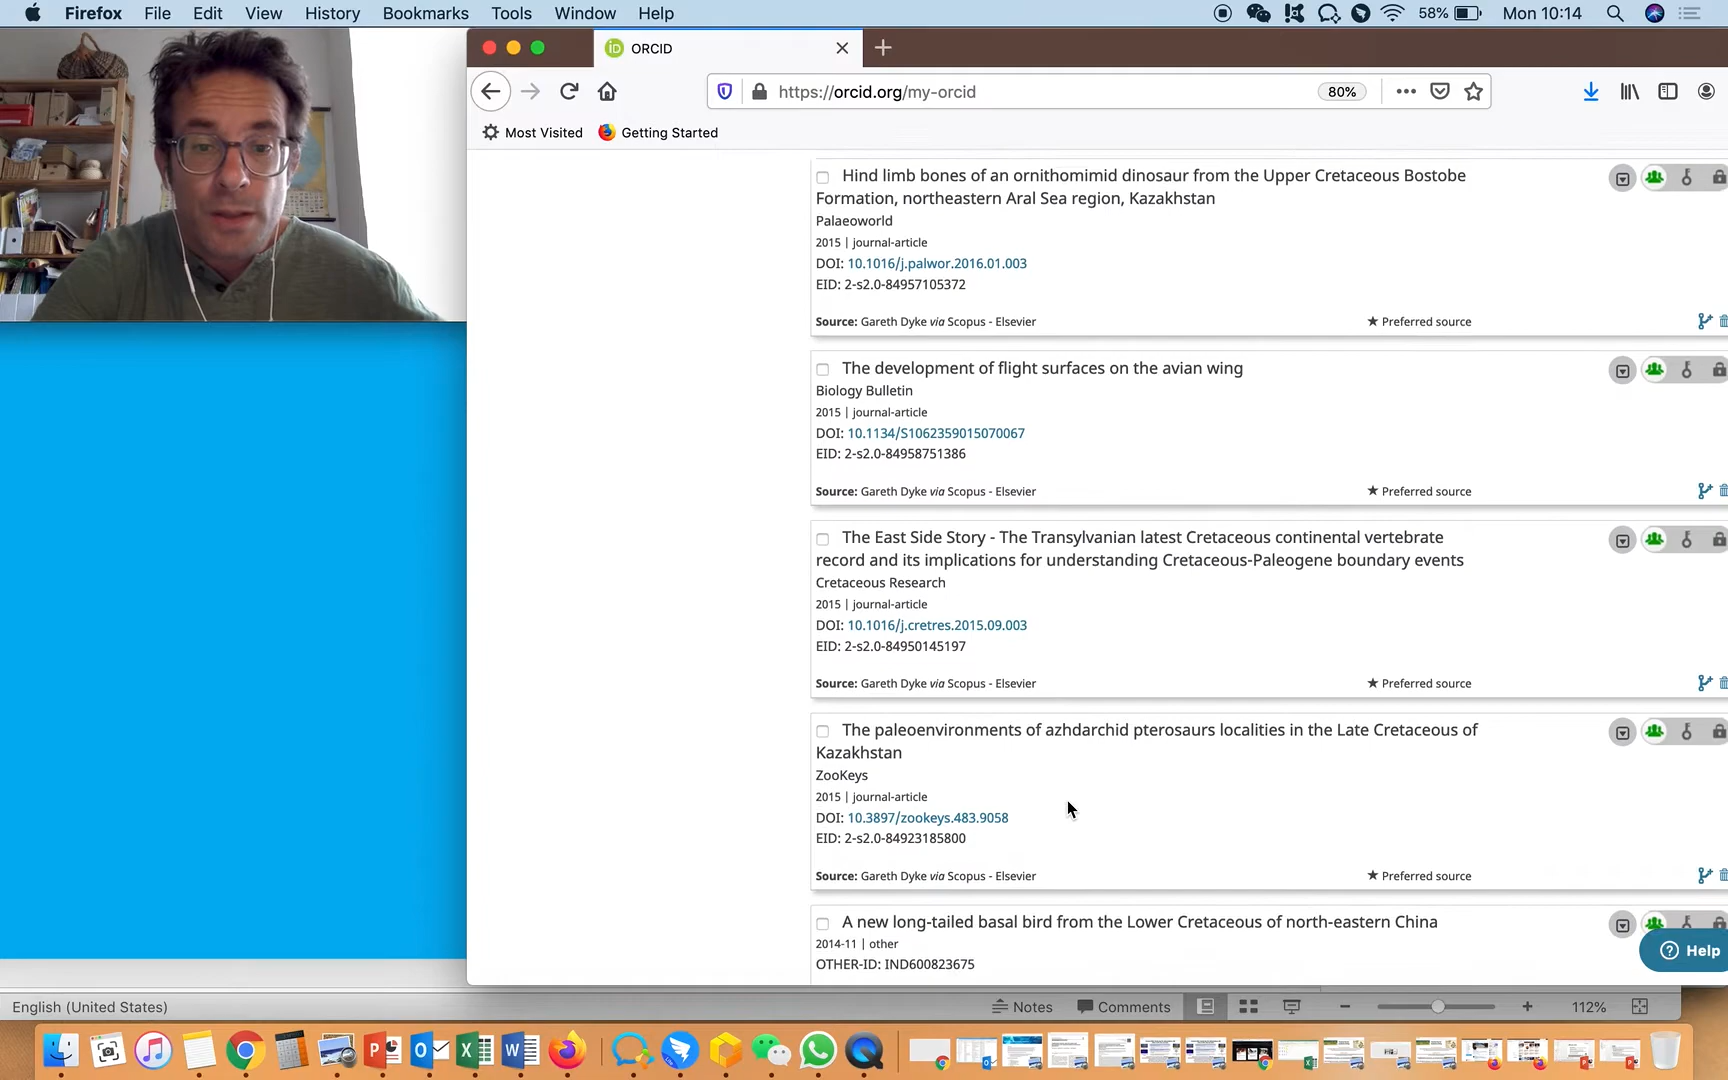 Firefox File Edit View History Bookmarks Tools Window Help 58% Mon 10:14
ORCID
https://orcid.org/my-orcid 80%
Most Visited Getting Started
Hind limb bones of an ornithomimid dinosaur from the Upper Cretaceous Bostobe
Formation, northeastern Aral Sea region, Kazakhstan
Palaeoworld
2015 | journal-article
DOI: 10.1016/j.palwor.2016.01.003
EID: 2-s2.0-84957105372
Source: Gareth Dyke via Scopus - Elsevier ★ Preferred source
The development of flight surfaces on the avian wing
Biology Bulletin
2015 | journal-article
DOI: 10.1134/S1062359015070067
EID: 2-s2.0-84958751386
Source: Gareth Dyke via Scopus - Elsevier ★ Preferred source
The East Side Story - The Transylvanian latest Cretaceous continental vertebrate
record and its implications for understanding Cretaceous-Paleogene boundary events
Cretaceous Research
2015 | journal-article
DOI: 10.1016/j.cretres.2015.09.003
EID: 2-s2.0-84950145197
Source: Gareth Dyke via Scopus - Elsevier ★ Preferred source
The paleoenvironments of azhdarchid pterosaurs localities in the Late Cretaceous of
Kazakhstan
ZooKeys
2015 | journal-article
DOI: 10.3897/zookeys.483.9058
EID: 2-s2.0-84923185800
Source: Gareth Dyke via Scopus - Elsevier ★ Preferred source
A new long-tailed basal bird from the Lower Cretaceous of north-eastern China
2014-11 | other
OTHER-ID: IND600823675
Help
English (United States) Notes Comments 112%